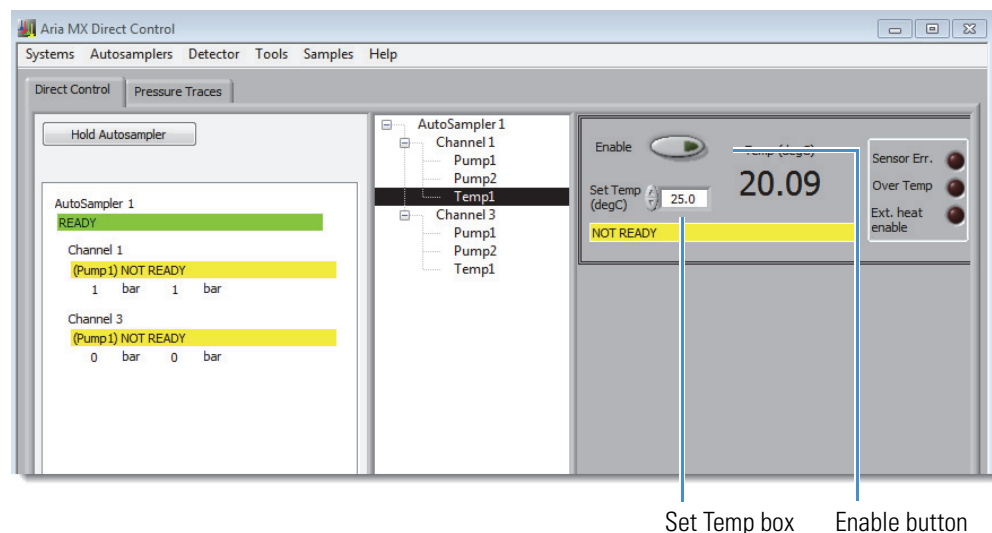 Aria MX Direct Control
Systems Autosamplers Detector Tools Samples Help
Direct Control Pressure Traces
Hold Autosampler
AutoSampler 1
READY
Channel 1
(Pump1) NOT READY
1 bar 1 bar
Channel 3
(Pump1) NOT READY
0 bar 0 bar
AutoSampler 1
Channel 1
Pump1
Pump2
Temp1
Channel 3
Pump1
Pump2
Temp1
Enable
Temp (degC)
20.09
Set Temp
(degC)
25.0
NOT READY
Sensor Err.
Over Temp
Ext. heat
enable
Set Temp box Enable button